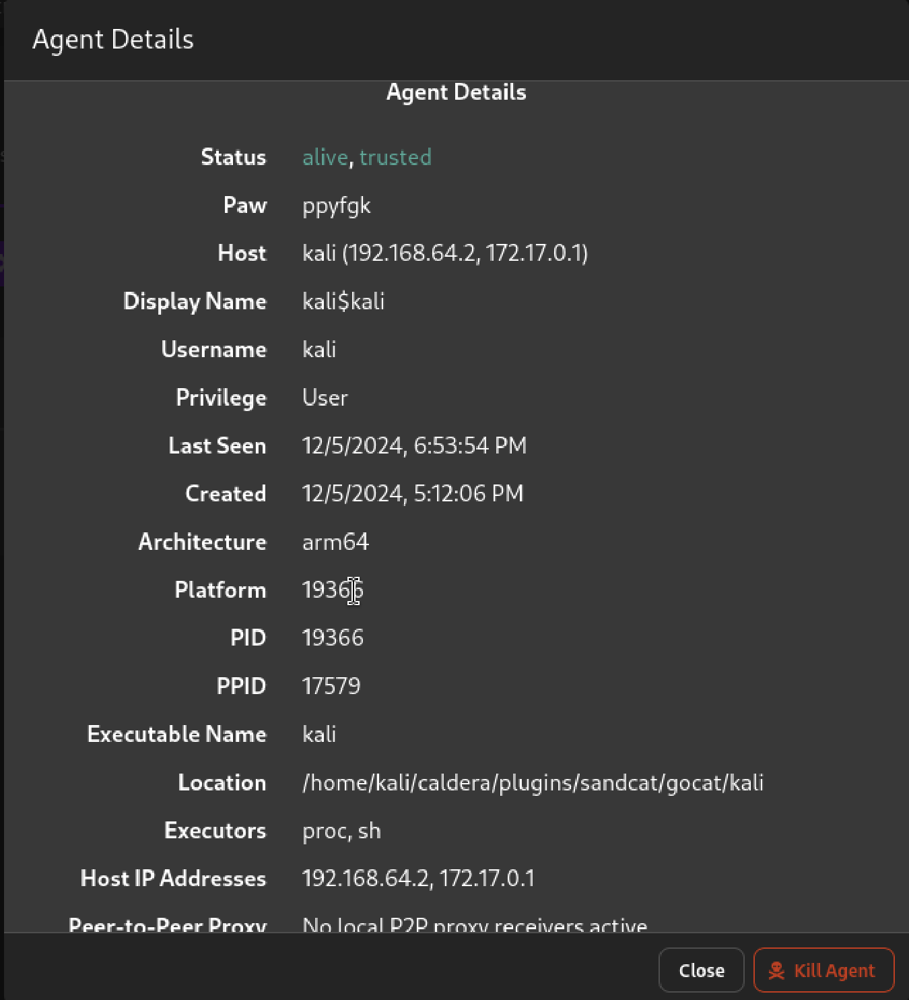 Agent Details
Agent Details
Status alive, trusted
Paw ppyfgk
Host kali (192.168.64.2, 172.17.0.1)
Display Name kali$kali
Username kali
Privilege User
Last Seen 12/5/2024, 6:53:54 PM
Created 12/5/2024, 5:12:06 PM
Architecture arm64
Platform 19366
PID 19366
PPID 17579
Executable Name kali
Location /home/kali/caldera/plugins/sandcat/gocat/kali
Executors proc, sh
Host IP Addresses 192.168.64.2, 172.17.0.1
Peer-to-Peer Proxy No local P2P proxy receivers active
Close Kill Agent